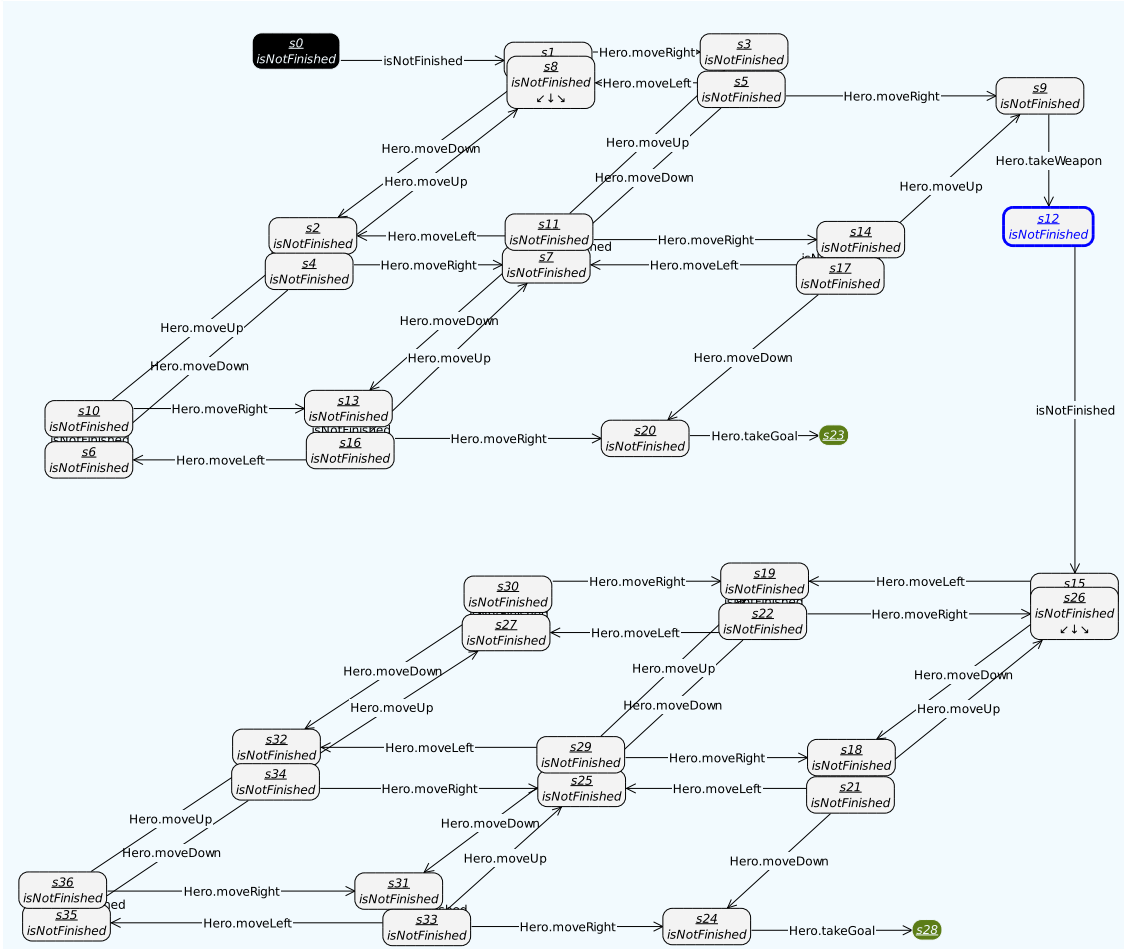 s0
isNotFinished
isNotFinished
s1
s8
isNotFinished
↙↓↘
Hero.moveRight
s3
isNotFinished
Hero.moveLeft
s5
isNotFinished
Hero.moveRight
s9
isNotFinished
Hero.moveDown
Hero.moveUp
Hero.moveUp
Hero.moveDown
Hero.takeWeapon
Hero.moveUp
s12
isNotFinished
s2
isNotFinished
Hero.moveLeft
s11
isNotFinished
Hero.moveRight
s14
isNotFinished
s4
isNotFinished
Hero.moveRight
s7
isNotFinished
Hero.moveLeft
s17
isNotFinished
Hero.moveUp
Hero.moveDown
Hero.moveDown
Hero.moveUp
Hero.moveDown
isNotFinished
s10
isNotFinished
Hero.moveRight
s13
isNotFinished
isNotFinished
isNotFinished
s6
isNotFinished
Hero.moveLeft
s16
isNotFinished
Hero.moveRight
s20
isNotFinished
Hero.takeGoal
s23
s30
isNotFinished
Hero.moveRight
s19
isNotFinished
Hero.moveLeft
s15
s26
isNotFinished
↙↓↘
s27
isNotFinished
Hero.moveLeft
s22
isNotFinished
Hero.moveRight
Hero.moveDown
Hero.moveUp
Hero.moveUp
Hero.moveDown
Hero.moveDown
Hero.moveUp
s32
isNotFinished
Hero.moveLeft
s29
isNotFinished
Hero.moveRight
s18
isNotFinished
s34
isNotFinished
Hero.moveRight
s25
isNotFinished
Hero.moveLeft
s21
isNotFinished
Hero.moveUp
Hero.moveDown
Hero.moveDown
Hero.moveUp
Hero.moveDown
s36
isNotFinished
Hero.moveRight
s31
isNotFinished
s35
isNotFinished
Hero.moveLeft
s33
isNotFinished
Hero.moveRight
s24
isNotFinished
Hero.takeGoal
s28